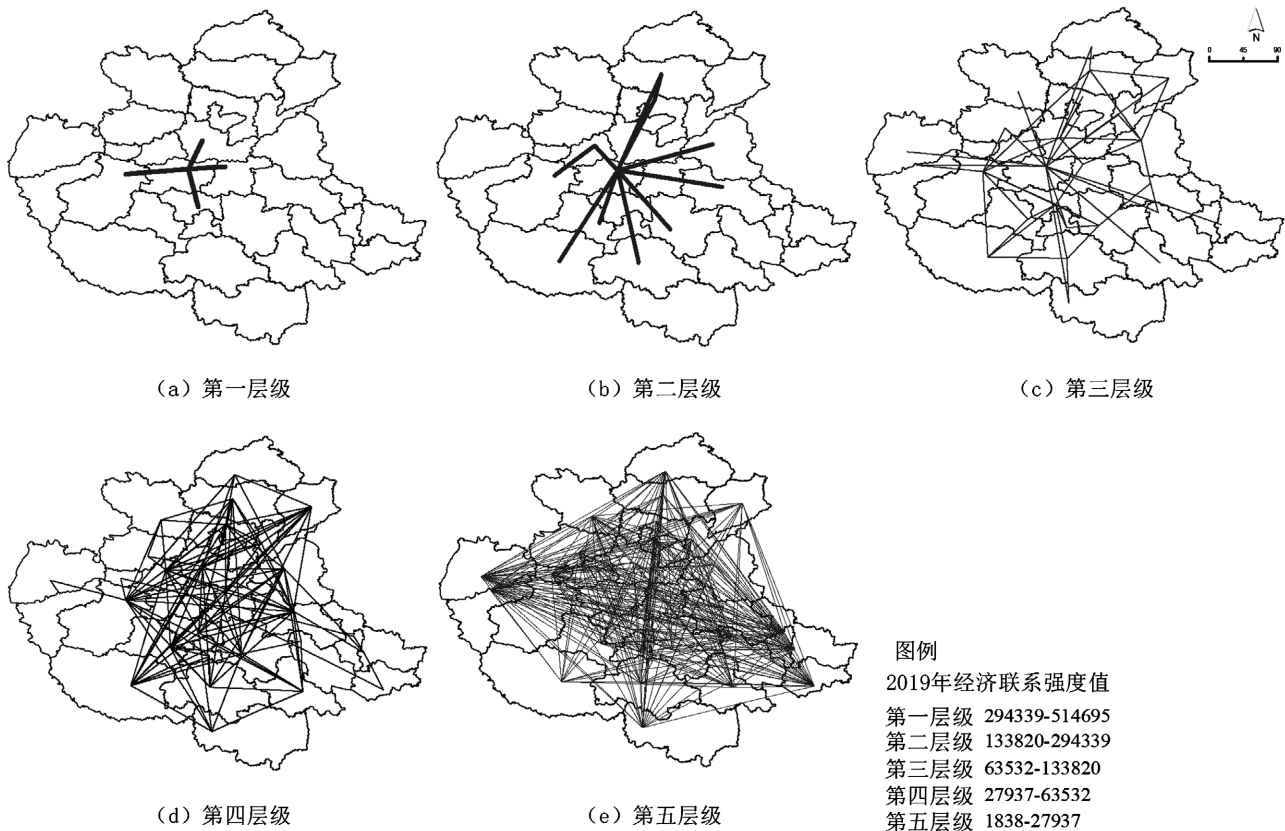 N
0 45 90
（a）第一层级
（b）第二层级
（c）第三层级
图例
2019年经济联系强度值
第一层级 294339-514695
第二层级 133820-294339
第三层级 63532-133820
第四层级 27937-63532
第五层级 1838-27937
（d）第四层级
（e）第五层级